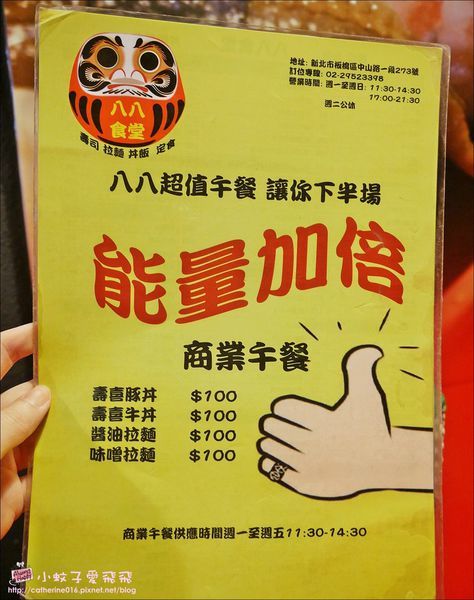 八八
食堂
壽司 拉麵 丼飯 定食
地址: 新北市板橋區中山路一段273號
訂位專線: 02-29523398
營業時間: 週一至週日: 11:30-14:30
17:00-21:30
週二公休
八八超值午餐 讓你下半場
能量加倍
商業午餐
壽喜豚丼 $100
壽喜牛丼 $100
醬油拉麵 $100
味噌拉麵 $100
商業午餐供應時間週一至週五11:30-14:30
小蚊子愛飛飛
http://catherine016.pixnet.net/blog